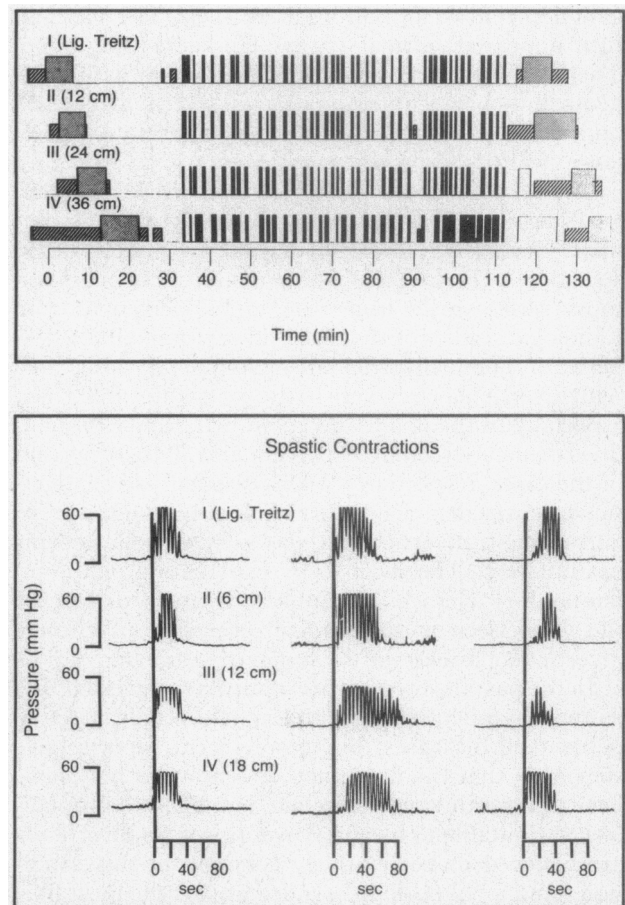 I (Lig. Treitz)
II (12 cm)
III (24 cm)
IV (36 cm)
0 10 20 30 40 50 60 70 80 90 100 110 120 130
Time (min)
Spastic Contractions
I (Lig. Treitz)
60
0
II (6 cm)
60
0
III (12 cm)
60
0
IV (18 cm)
60
0
Pressure (mm Hg)
0 40 80 0 40 80 0 40 80
sec sec sec